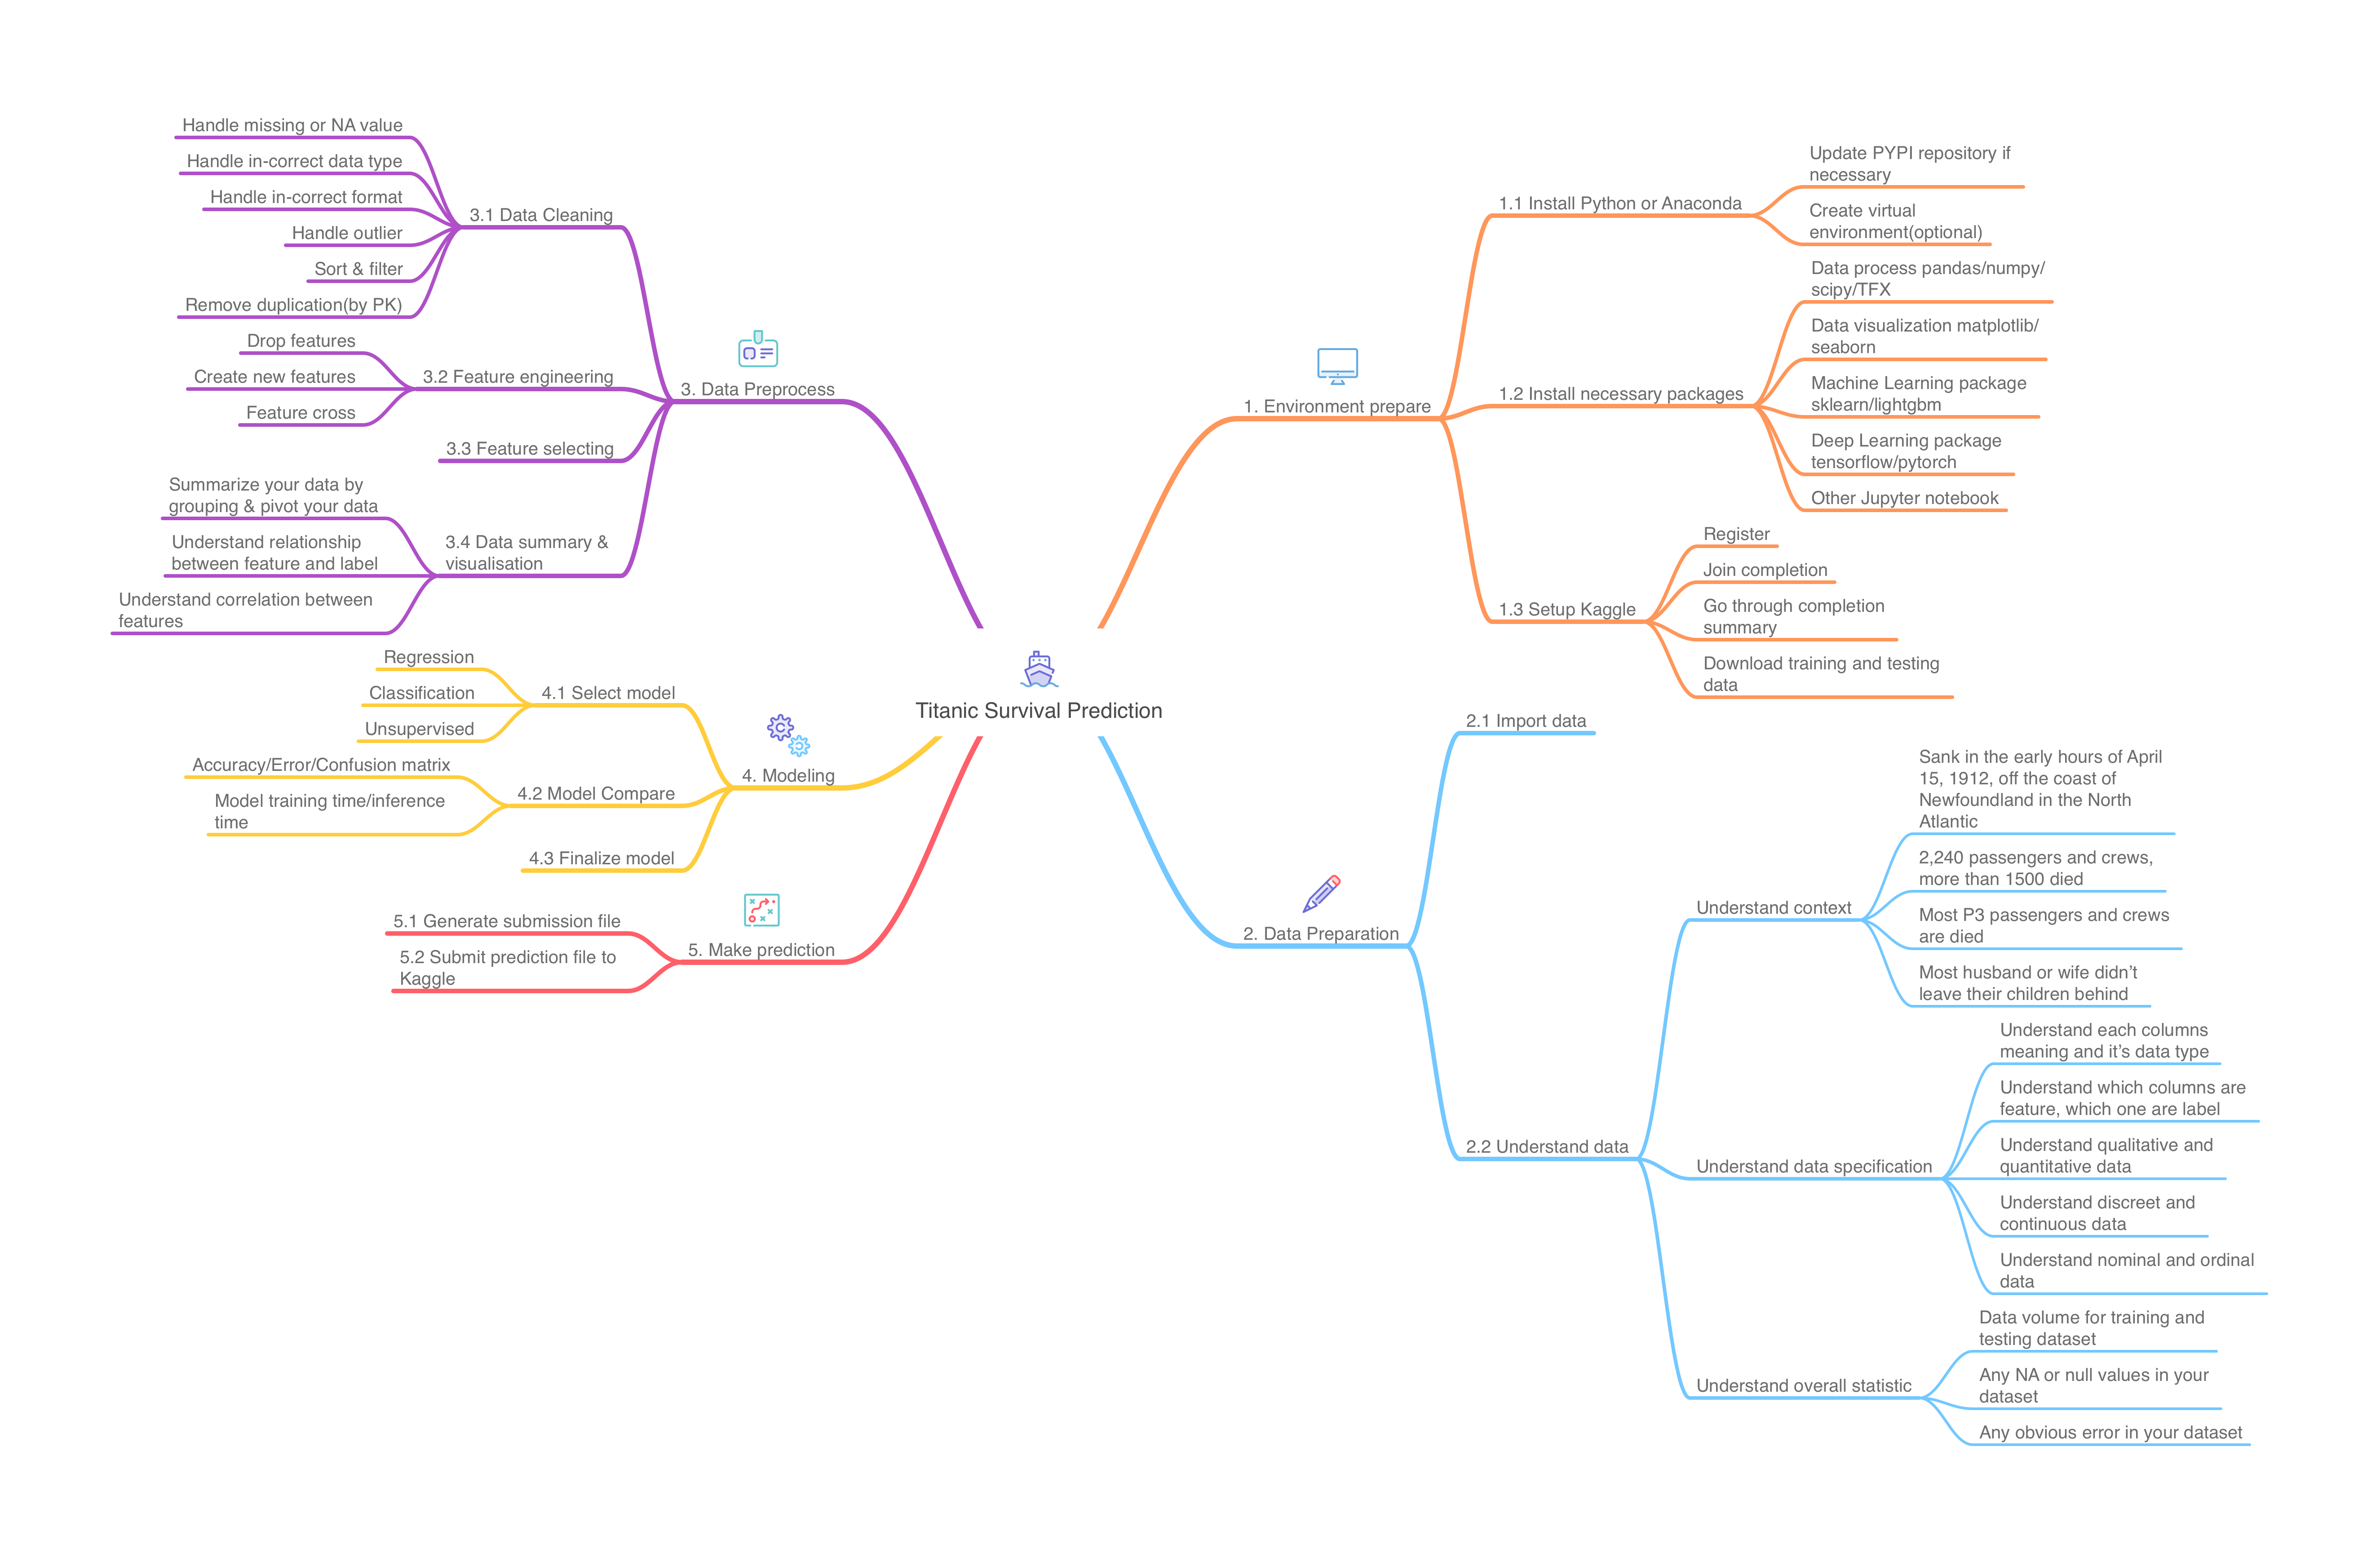 Titanic Survival Prediction
1. Environment prepare
1.1 Install Python or Anaconda
Update PYPI repository if
necessary
Create virtual
environment(optional)
1.2 Install necessary packages
Data process pandas/numpy/
scipy/TFX
Data visualization matplotlib/
seaborn
Machine Learning package
sklearn/lightgbm
Deep Learning package
tensorflow/pytorch
Other Jupyter notebook
1.3 Setup Kaggle
Register
Join completion
Go through completion
summary
Download training and testing
data
2. Data Preparation
2.1 Import data
2.2 Understand data
Understand context
Sank in the early hours of April
15, 1912, off the coast of
Newfoundland in the North
Atlantic
2,240 passengers and crews,
more than 1500 died
Most P3 passengers and crews
are died
Most husband or wife didn’t
leave their children behind
Understand data specification
Understand each columns
meaning and it’s data type
Understand which columns are
feature, which one are label
Understand qualitative and
quantitative data
Understand discreet and
continuous data
Understand nominal and ordinal
data
Understand overall statistic
Data volume for training and
testing dataset
Any NA or null values in your
dataset
Any obvious error in your dataset
3. Data Preprocess
3.1 Data Cleaning
Handle missing or NA value
Handle in-correct data type
Handle in-correct format
Handle outlier
Sort & filter
Remove duplication(by PK)
3.2 Feature engineering
Drop features
Create new features
Feature cross
3.3 Feature selecting
3.4 Data summary &
visualisation
Summarize your data by
grouping & pivot your data
Understand relationship
between feature and label
Understand correlation between
features
4. Modeling
4.1 Select model
Regression
Classification
Unsupervised
4.2 Model Compare
Accuracy/Error/Confusion matrix
Model training time/inference
time
4.3 Finalize model
5. Make prediction
5.1 Generate submission file
5.2 Submit prediction file to
Kaggle